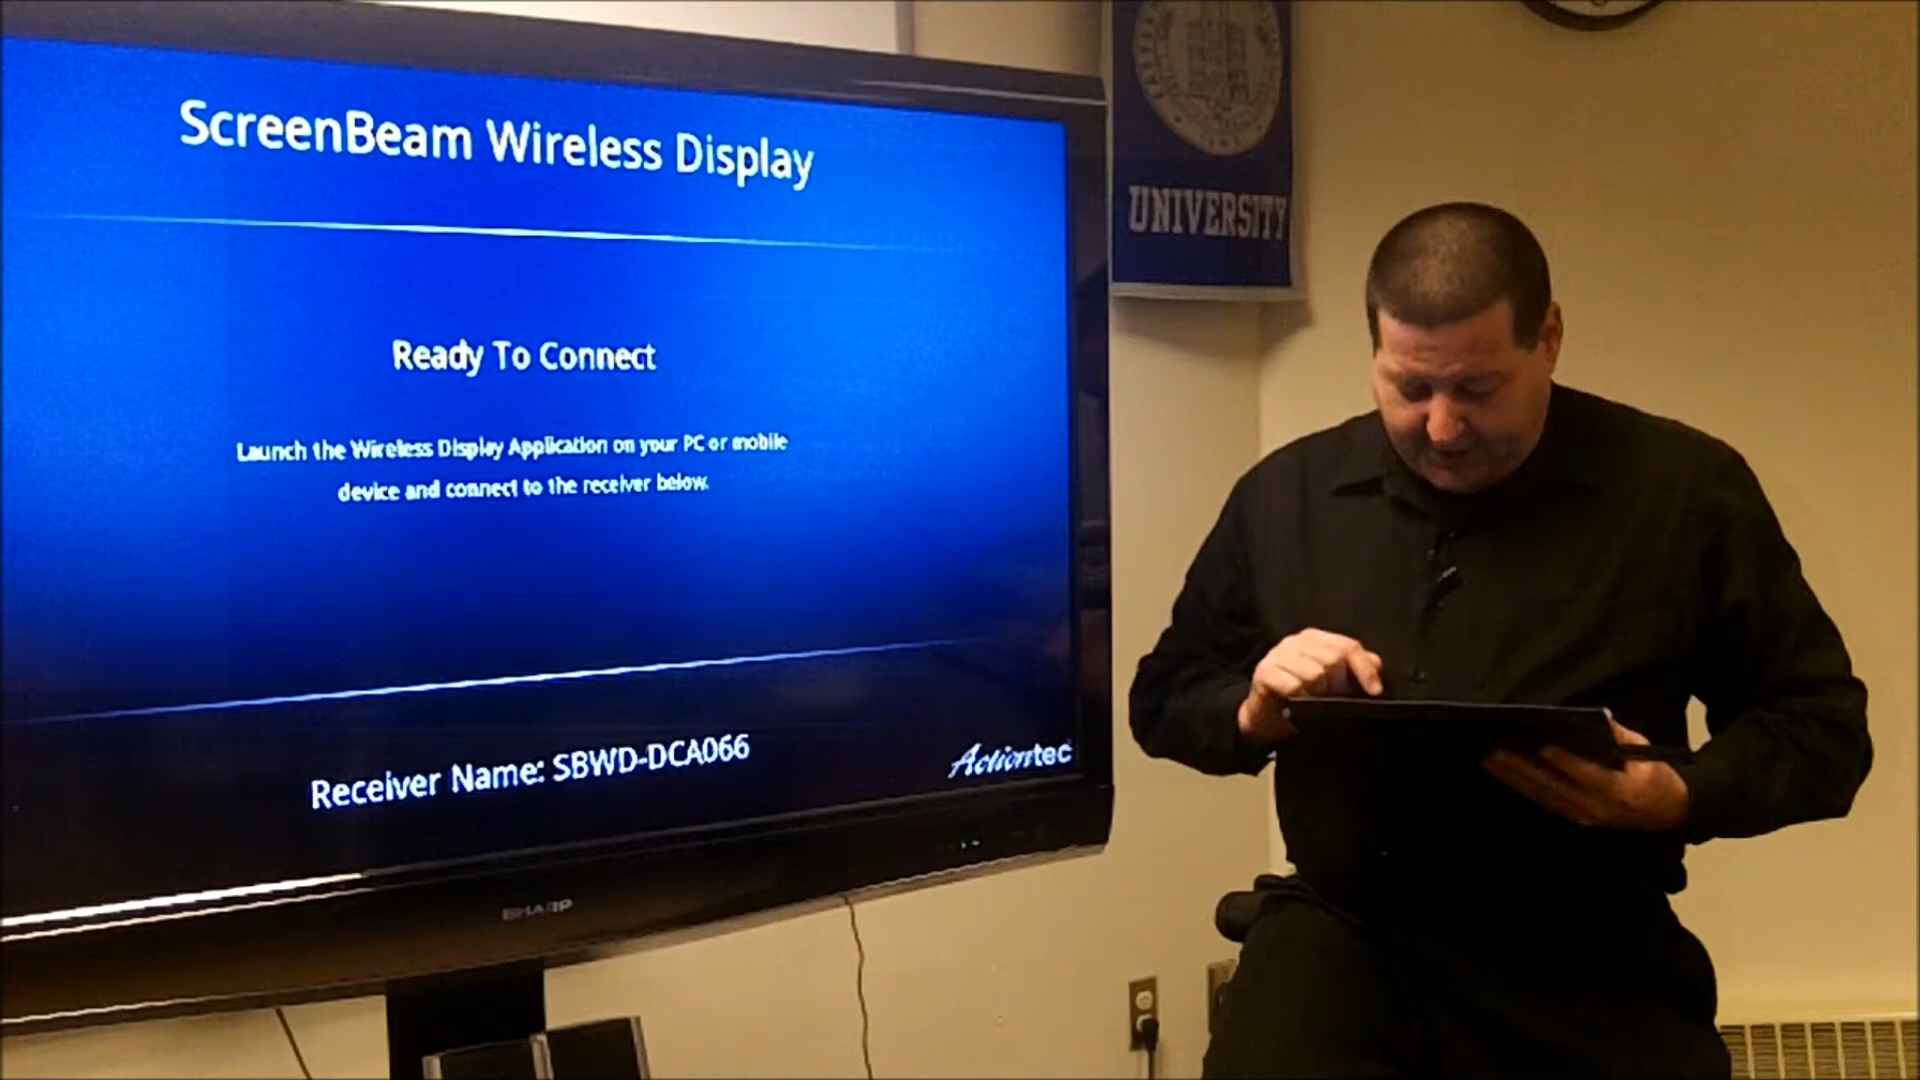 ScreenBeam Wireless Display
Ready To Connect
Launch the Wireless Display Application on your PC or mobile
device and connect to the receiver below.
Receiver Name: SBWD-DCA066
Actiontec
SHARP
UNIVERSITY